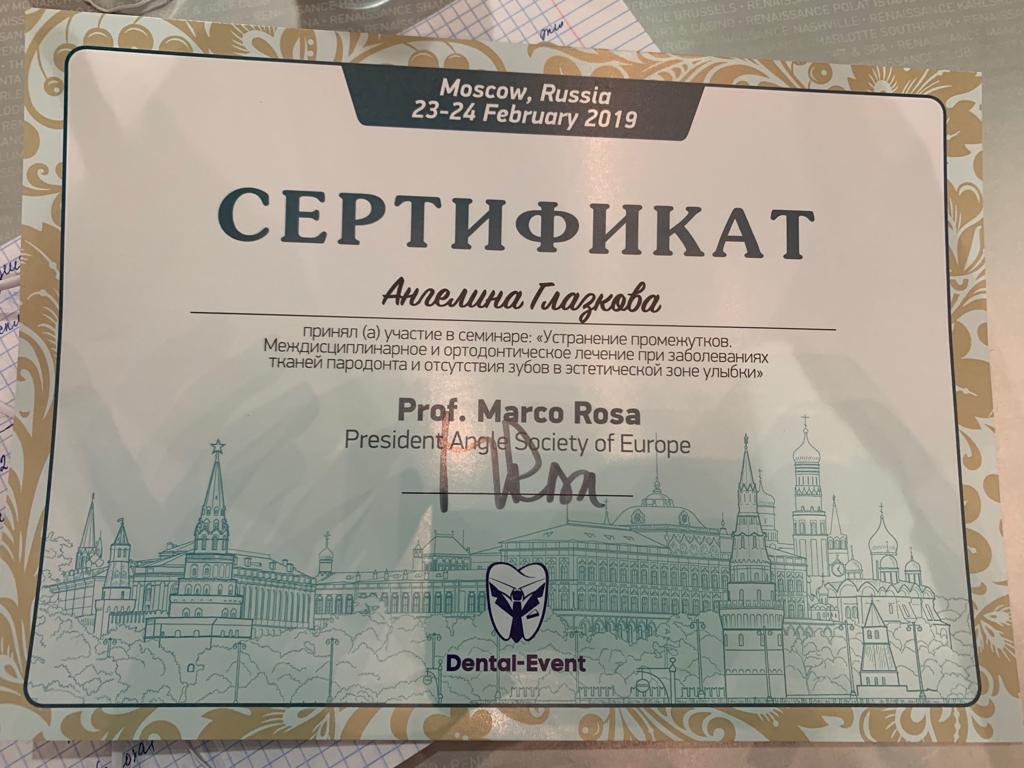 Moscow, Russia
23-24 February 2019
СЕРТИФИКАТ
Ангелина Глазкова
принял (а) участие в семинаре: «Устранение промежутков.
Междисциплинарное и ортодонтическое лечение при заболеваниях
тканей пародонта и отсутствия зубов в эстетической зоне улыбки»
Prof. Marco Rosa
President Angle Society of Europe
Dental-Event